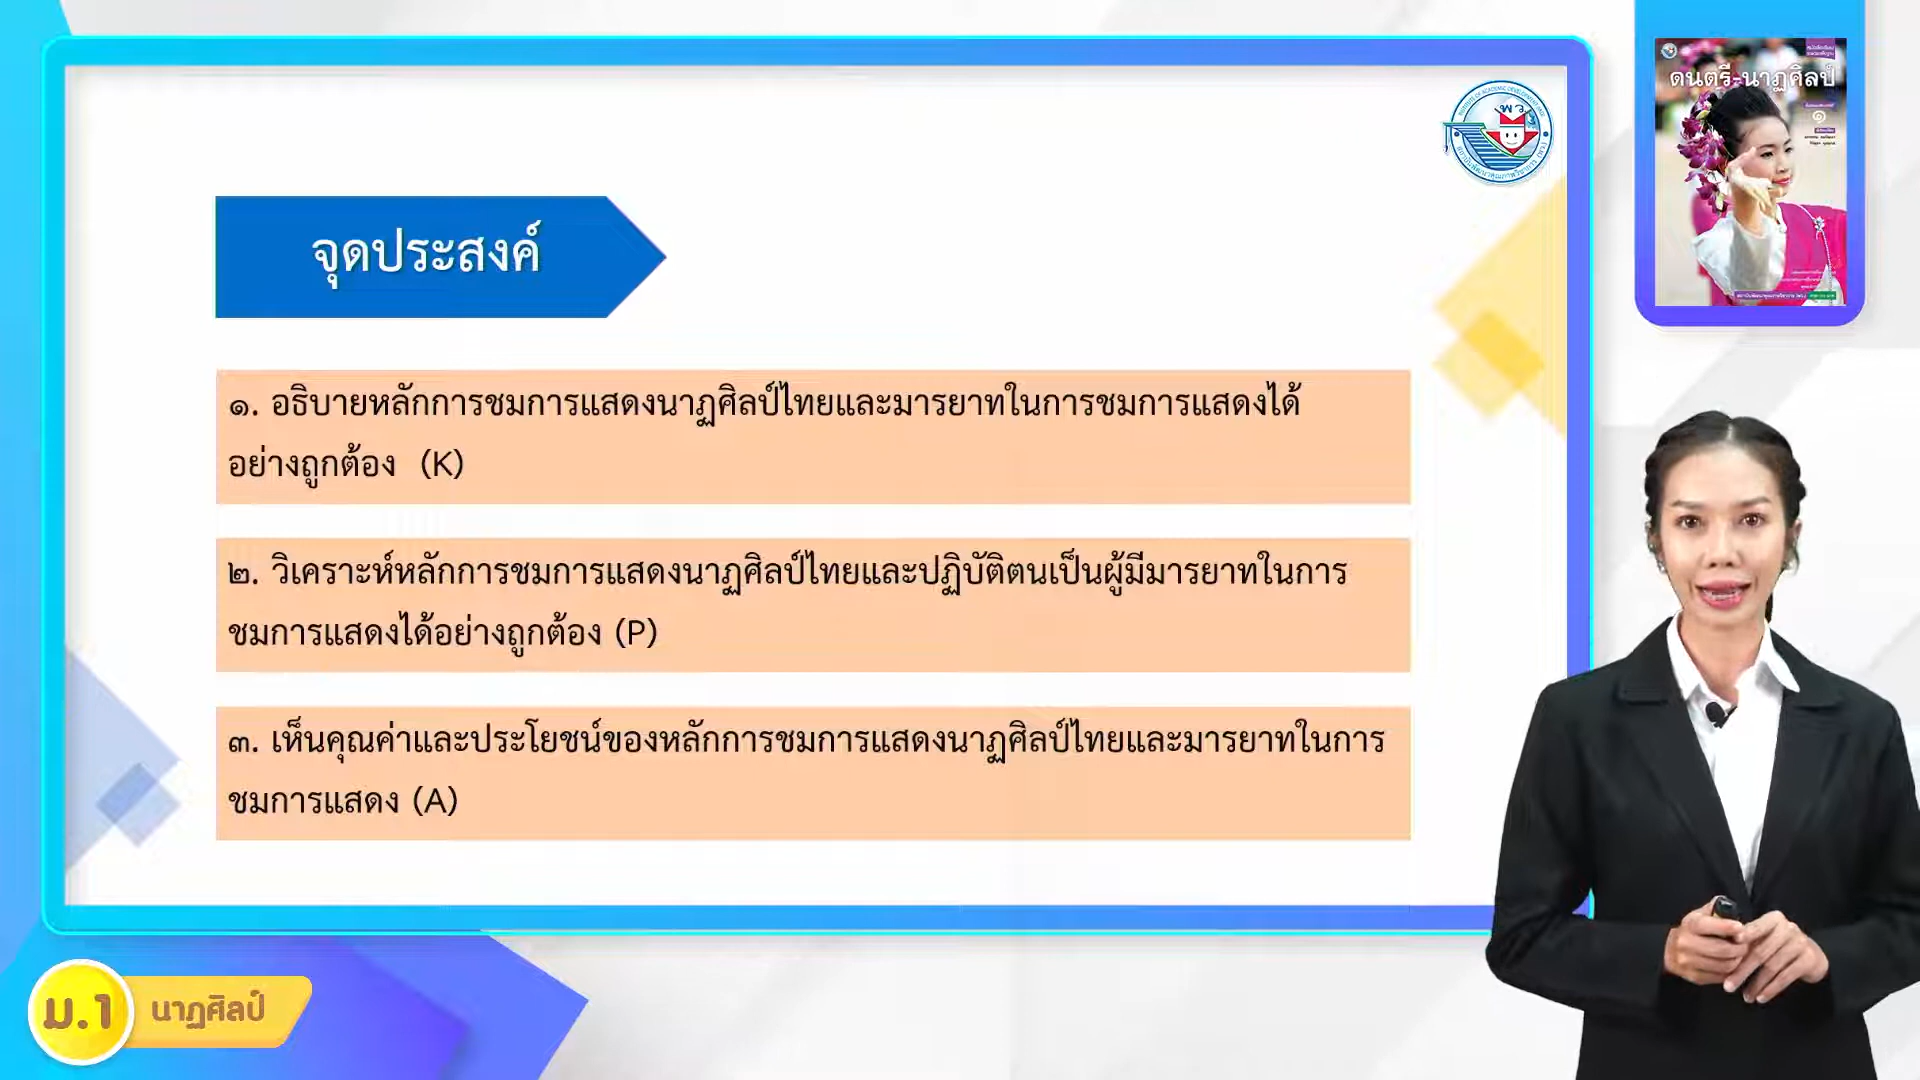 พว.
ดนตรี-นาฏศิลป์
๑
จุดประสงค์
๑. อธิบายหลักการชมการแสดงนาฏศิลป์ไทยและมารยาทในการชมการแสดงได้
อย่างถูกต้อง (K)
๒. วิเคราะห์หลักการชมการแสดงนาฏศิลป์ไทยและปฏิบัติตนเป็นผู้มีมารยาทในการ
ชมการแสดงได้อย่างถูกต้อง (P)
๓. เห็นคุณค่าและประโยชน์ของหลักการชมการแสดงนาฏศิลป์ไทยและมารยาทในการ
ชมการแสดง (A)
ม.1 นาฏศิลป์